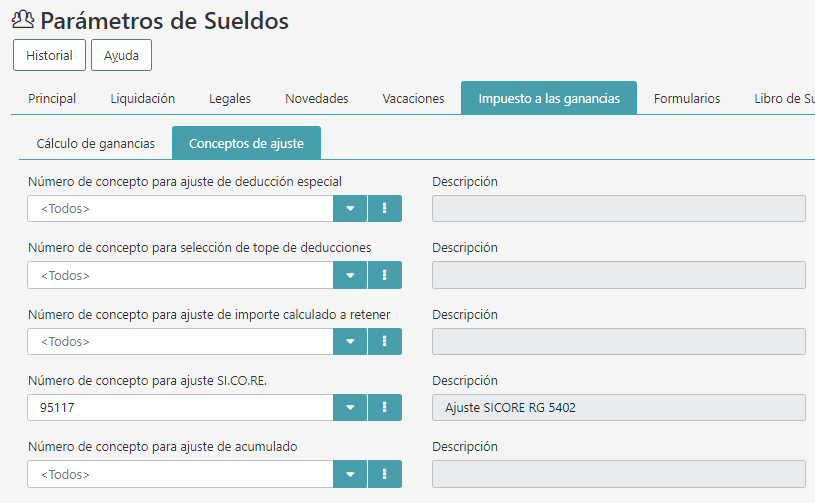 Parámetros de Sueldos
Historial Ayuda
Principal Liquidación Legales Novedades Vacaciones Impuesto a las ganancias Formularios Libro de Su
Cálculo de ganancias Conceptos de ajuste
Número de concepto para ajuste de deducción especial Descripción
<Todos>
Número de concepto para selección de tope de deducciones Descripción
<Todos>
Número de concepto para ajuste de importe calculado a retener Descripción
<Todos>
Número de concepto para ajuste SI.CO.RE. Descripción
95117 Ajuste SICORE RG 5402
Número de concepto para ajuste de acumulado Descripción
<Todos>